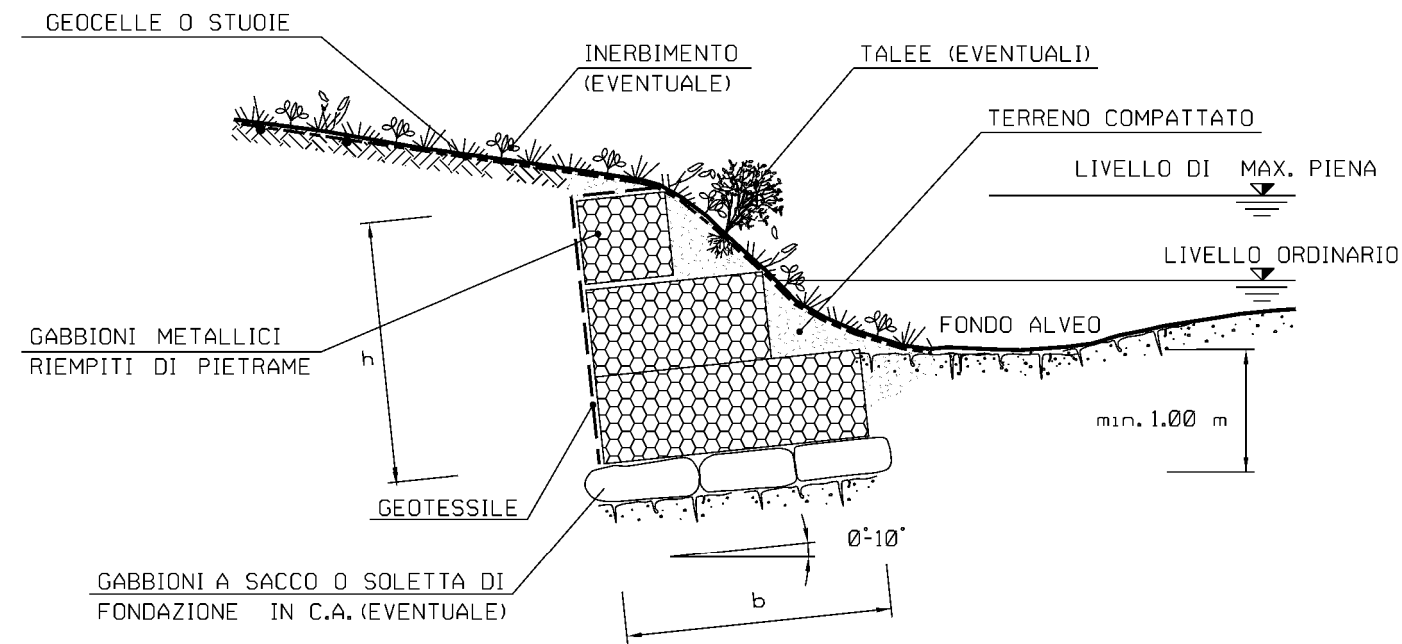 GEOCELLE O STUOIE
INERBIMENTO
(EVENTUALE)
TALEE (EVENTUALI)
TERRENO COMPATTATO
LIVELLO DI MAX. PIENA
LIVELLO ORDINARIO
FONDO ALVEO
GABBIONI METALLICI
RIEMPITI DI PIETRAME
h
min. 1.00 m
GEOTESSILE
0°-10°
GABBIONI A SACCO O SOLETTA DI
FONDAZIONE IN C.A. (EVENTUALE)
b